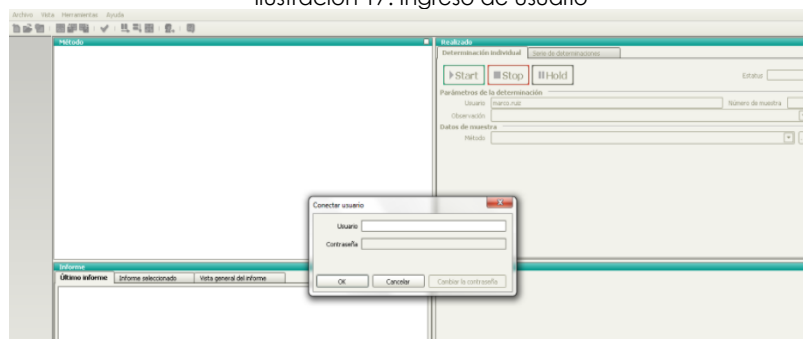 Ilustración 17. Ingreso de Usuario
Archivo Vista Herramientas Ayuda
Método
Realizado
Determinación individual Serie de determinaciones
Start Stop Hold
Estatus
Parámetros de la determinación
Usuario marco.ruiz Número de muestra
Observación
Datos de muestra
Método
Conectar usuario
Usuario
Contraseña
OK Cancelar Cambiar la contraseña
Informe
Último informe Informe seleccionado Vista general del informe